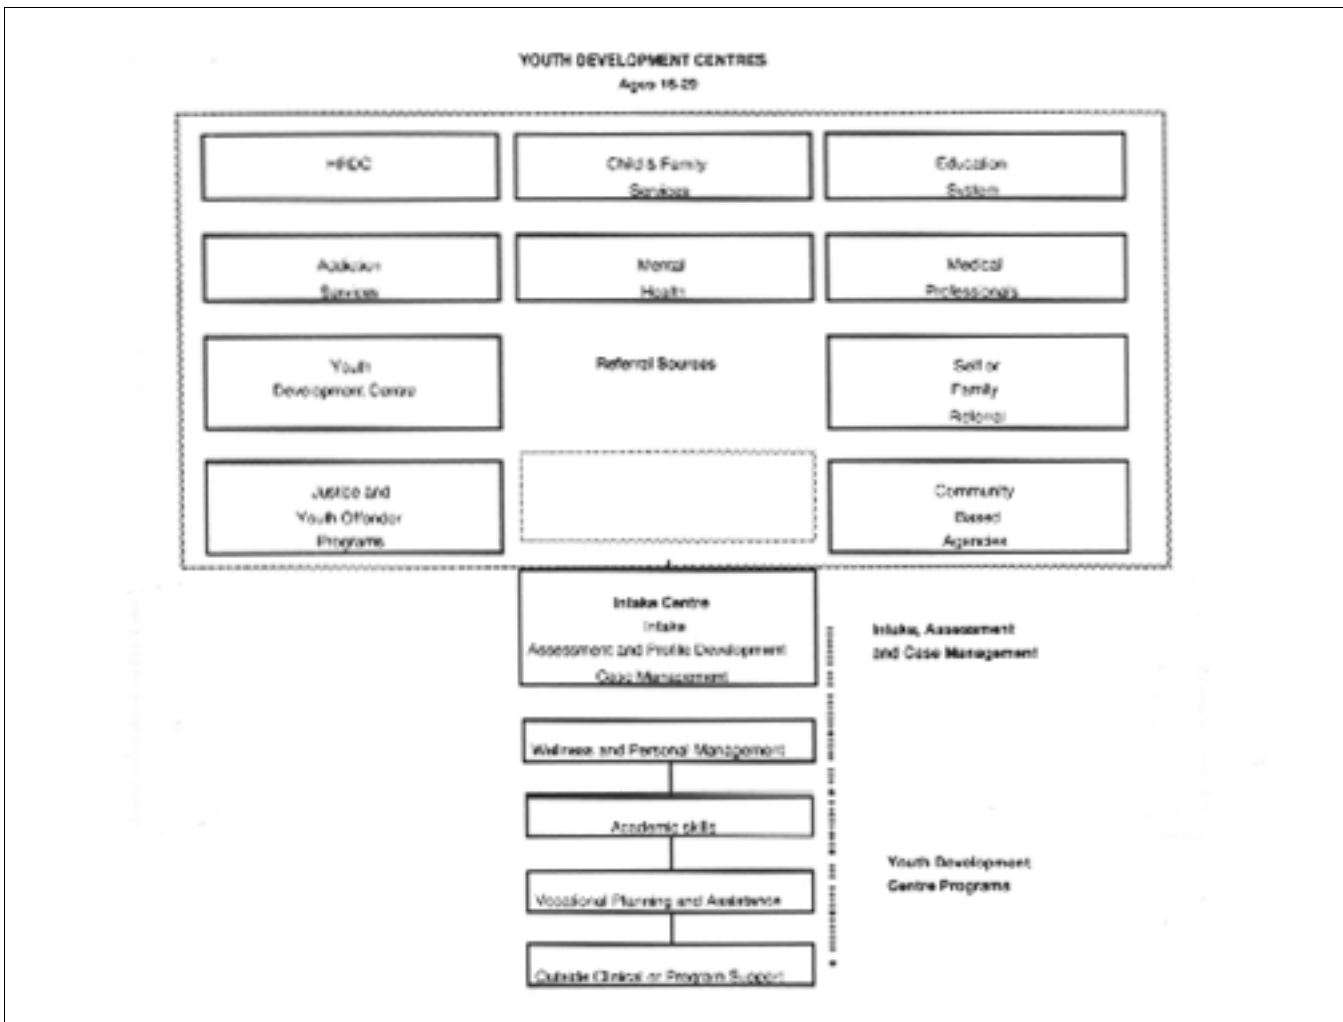 YOUTH DEVELOPMENT CENTRES
HRDC
Child & Family
Services
Education
System
Addiction
Services
Mental
Health
Medical
Professionals
Youth
Development Centre
Referral Sources
Self or
Family
Referral
Justice and
Youth Offender
Programs
Community
Based
Agencies
Intake Centre
Intake
Assessment and Profile Development
Case Management
Intake, Assessment
and Case Management
Wellness and Personal Management
Academic skills
Vocational Planning and Assistance
Outside Clinical or Program Support
Youth Development
Centre Programs